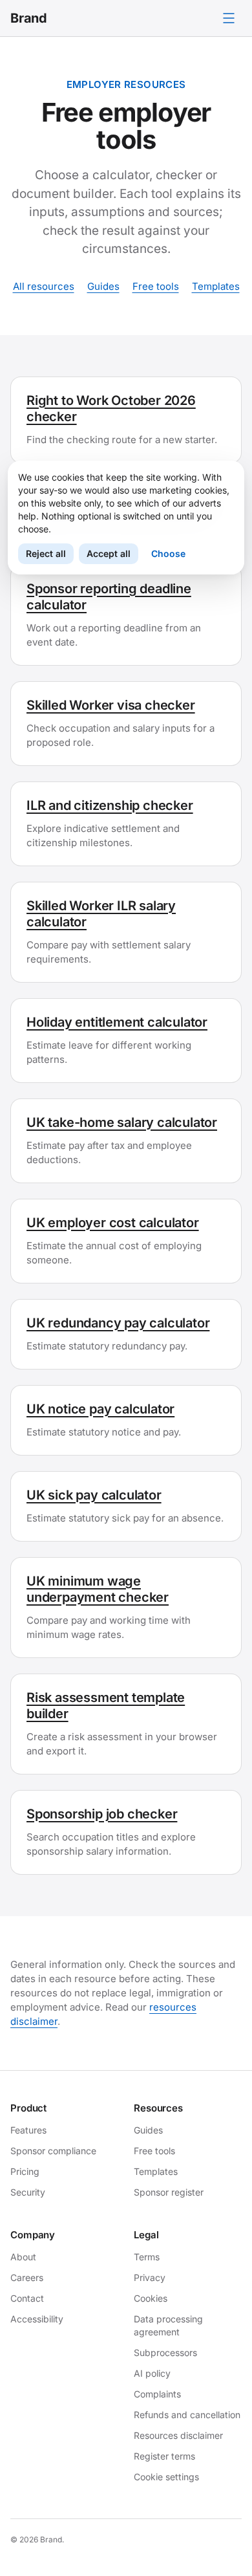 Brand
EMPLOYER RESOURCES
Free employer
tools
Choose a calculator, checker or
document builder. Each tool explains its
inputs, assumptions and sources;
check the result against your
circumstances.
All resources Guides Free tools Templates
Right to Work October 2026
checker
Find the checking route for a new starter.
We use cookies that keep the site working. With
your say-so we would also use marketing cookies,
on this website only, to see which of our adverts
help. Nothing optional is switched on until you
choose.
Reject all Accept all Choose
Sponsor reporting deadline
calculator
Work out a reporting deadline from an
event date.
Skilled Worker visa checker
Check occupation and salary inputs for a
proposed role.
ILR and citizenship checker
Explore indicative settlement and
citizenship milestones.
Skilled Worker ILR salary
calculator
Compare pay with settlement salary
requirements.
Holiday entitlement calculator
Estimate leave for different working
patterns.
UK take-home salary calculator
Estimate pay after tax and employee
deductions.
UK employer cost calculator
Estimate the annual cost of employing
someone.
UK redundancy pay calculator
Estimate statutory redundancy pay.
UK notice pay calculator
Estimate statutory notice and pay.
UK sick pay calculator
Estimate statutory sick pay for an absence.
UK minimum wage
underpayment checker
Compare pay and working time with
minimum wage rates.
Risk assessment template
builder
Create a risk assessment in your browser
and export it.
Sponsorship job checker
Search occupation titles and explore
sponsorship salary information.
General information only. Check the sources and
dates in each resource before acting. These
resources do not replace legal, immigration or
employment advice. Read our resources
disclaimer.
Product
Features
Sponsor compliance
Pricing
Security
Resources
Guides
Free tools
Templates
Sponsor register
Company
About
Careers
Contact
Accessibility
Legal
Terms
Privacy
Cookies
Data processing
agreement
Subprocessors
AI policy
Complaints
Refunds and cancellation
Resources disclaimer
Register terms
Cookie settings
© 2026 Brand.